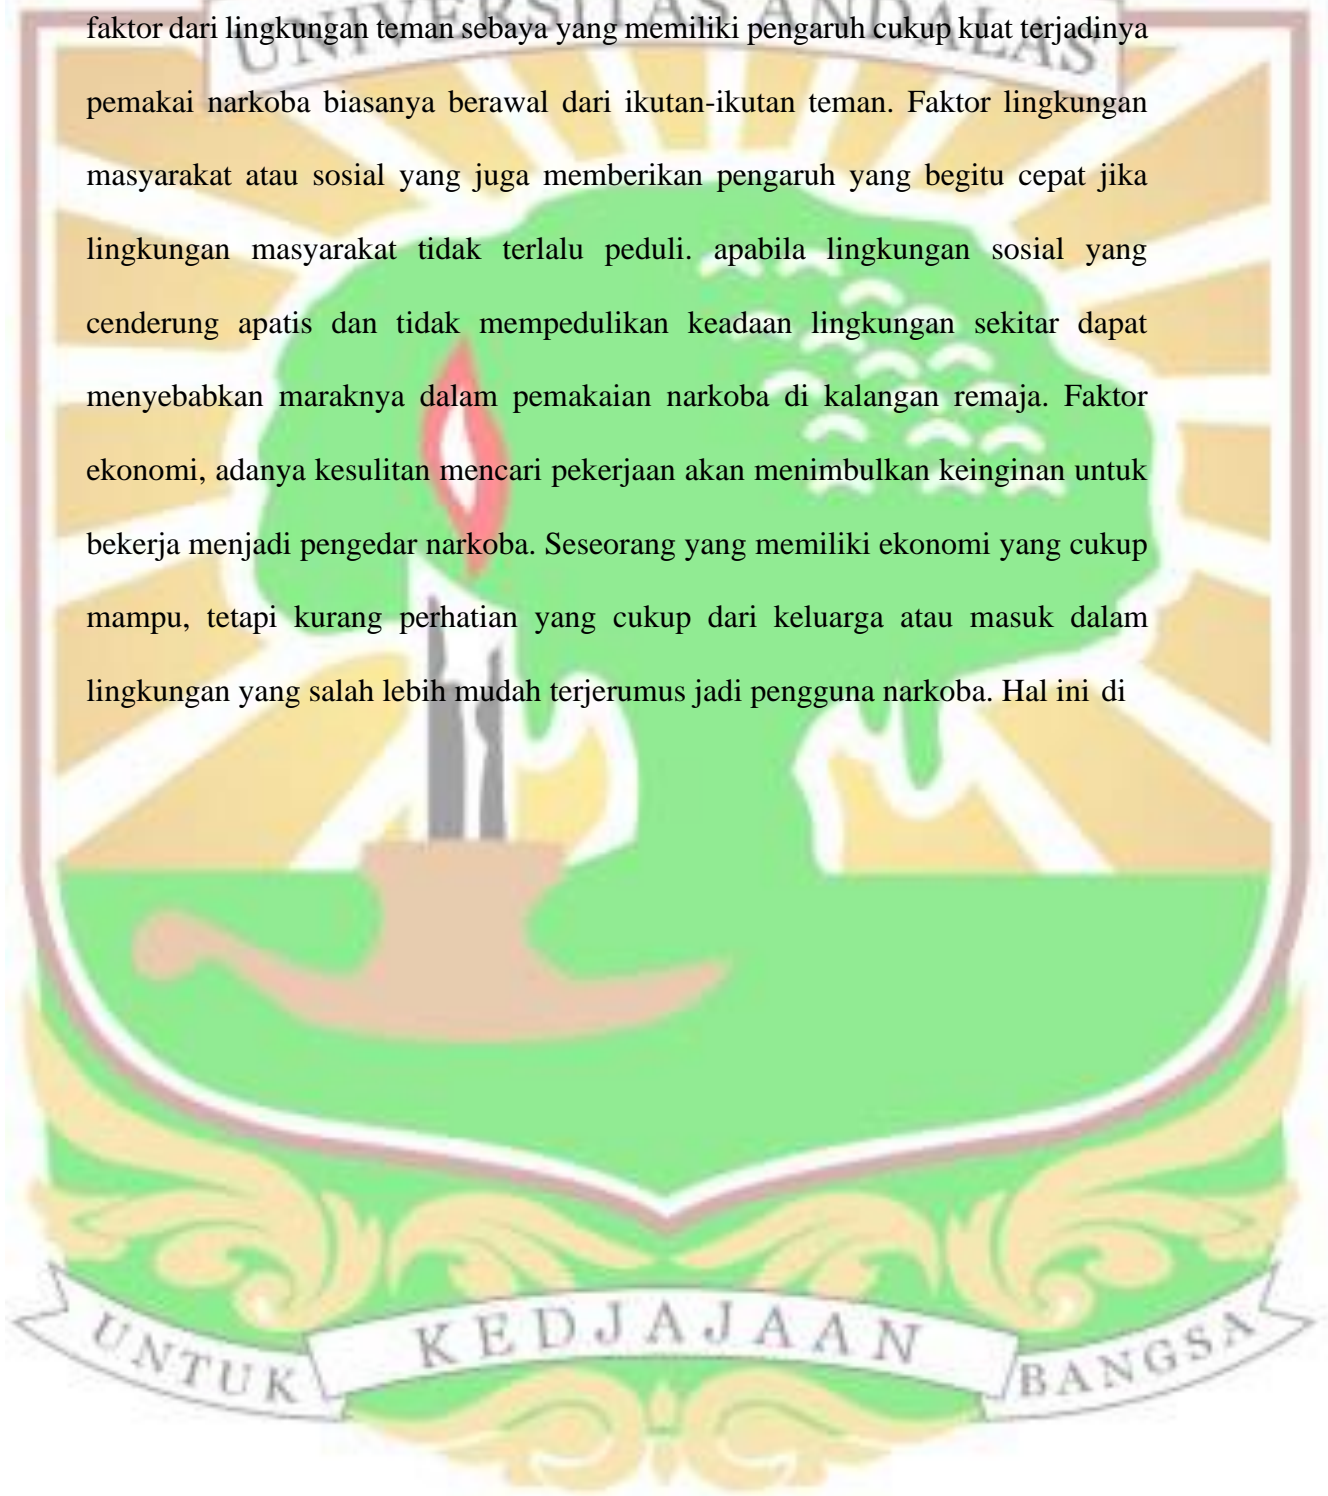 UNIVERSITAS ANDALAS
faktor dari lingkungan teman sebaya yang memiliki pengaruh cukup kuat terjadinya
pemakai narkoba biasanya berawal dari ikutan-ikutan teman. Faktor lingkungan
masyarakat atau sosial yang juga memberikan pengaruh yang begitu cepat jika
lingkungan masyarakat tidak terlalu peduli. apabila lingkungan sosial yang
cenderung apatis dan tidak mempedulikan keadaan lingkungan sekitar dapat
menyebabkan maraknya dalam pemakaian narkoba di kalangan remaja. Faktor
ekonomi, adanya kesulitan mencari pekerjaan akan menimbulkan keinginan untuk
bekerja menjadi pengedar narkoba. Seseorang yang memiliki ekonomi yang cukup
mampu, tetapi kurang perhatian yang cukup dari keluarga atau masuk dalam
lingkungan yang salah lebih mudah terjerumus jadi pengguna narkoba. Hal ini di
UNTUK KEDJAJAAN BANGSA